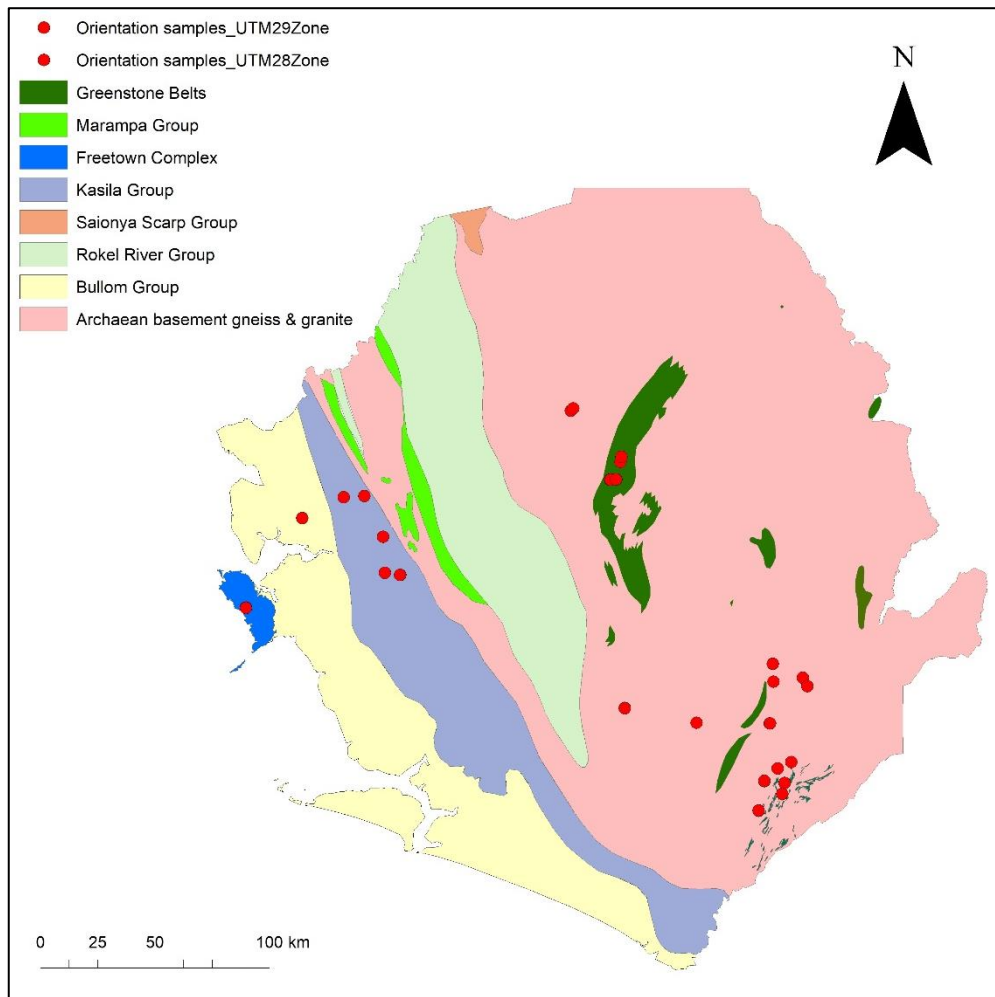 Orientation samples_UTM29Zone
Orientation samples_UTM28Zone
Greenstone Belts
Marampa Group
Freetown Complex
Kasila Group
Saionya Scarp Group
Rokel River Group
Bullom Group
Archaean basement gneiss & granite
N
0 25 50 100 km